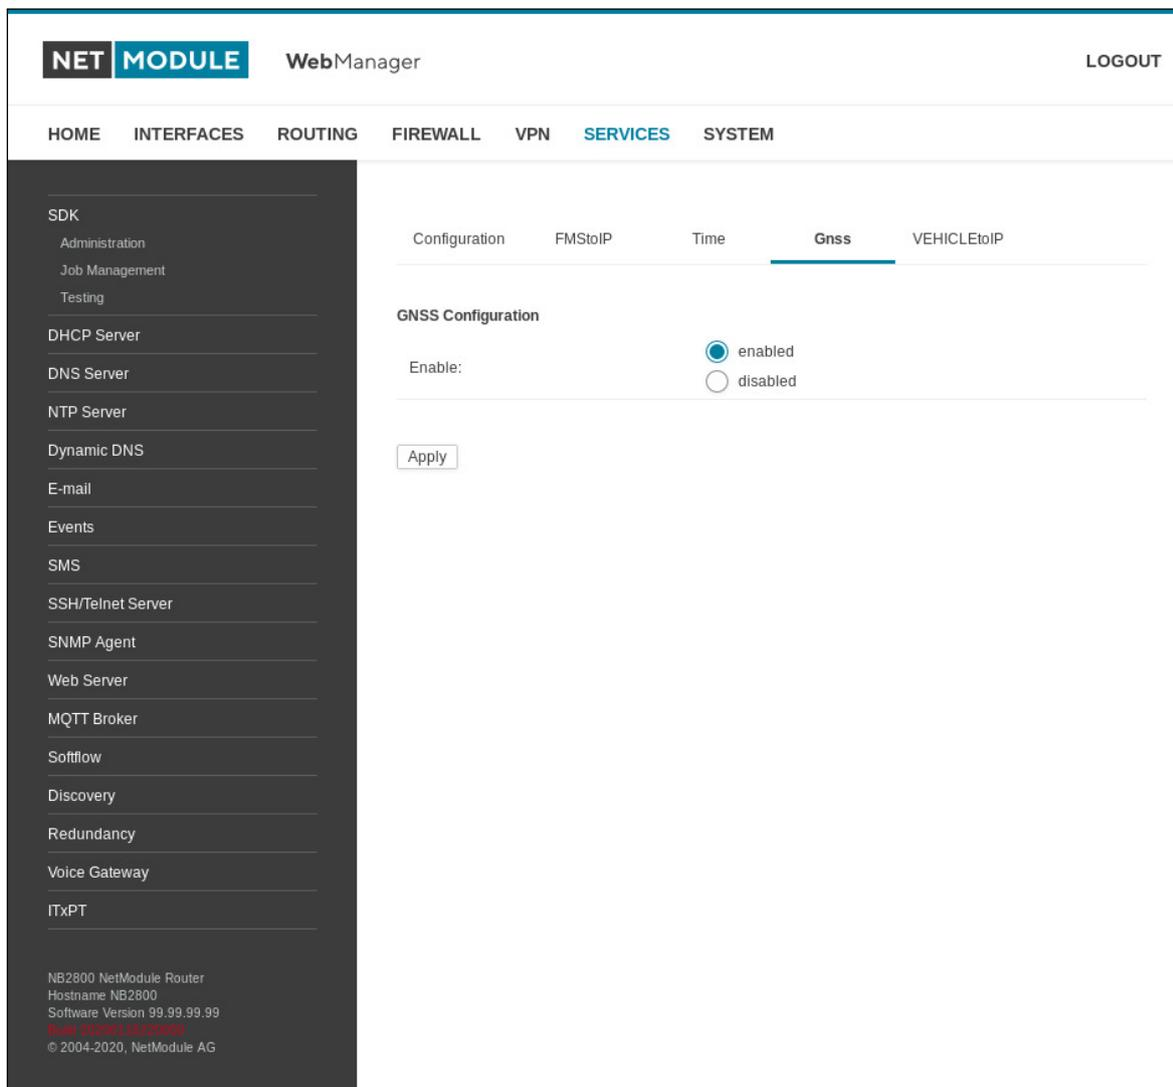 NET MODULE WebManager LOGOUT
HOME INTERFACES ROUTING FIREWALL VPN SERVICES SYSTEM
SDK
Administration
Job Management
Testing
DHCP Server
DNS Server
NTP Server
Dynamic DNS
E-mail
Events
SMS
SSH/Telnet Server
SNMP Agent
Web Server
MQTT Broker
Softflow
Discovery
Redundancy
Voice Gateway
ITxPT
NB2800 NetModule Router
Hostname NB2800
Software Version 99.99.99.99
Build
© 2004-2020, NetModule AG
Configuration FMStoIP Time Gnss VEHICLEtoIP
GNSS Configuration
Enable:
enabled
disabled
Apply